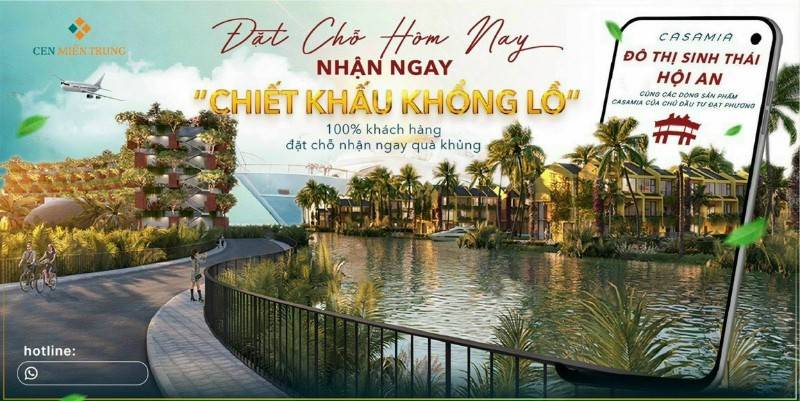 CEN MIỀN TRUNG
Đặt Chỗ Hôm Nay
NHẬN NGAY
"CHIẾT KHẤU KHỔNG LỒ"
100% khách hàng
đặt chỗ nhận ngay quà khủng
CASAMIA
ĐÔ THỊ SINH THÁI
HỘI AN
CÙNG CÁC DÒNG SẢN PHẨM
CASAMIA CỦA CHỦ ĐẦU TƯ ĐẠT PHƯƠNG
hotline: